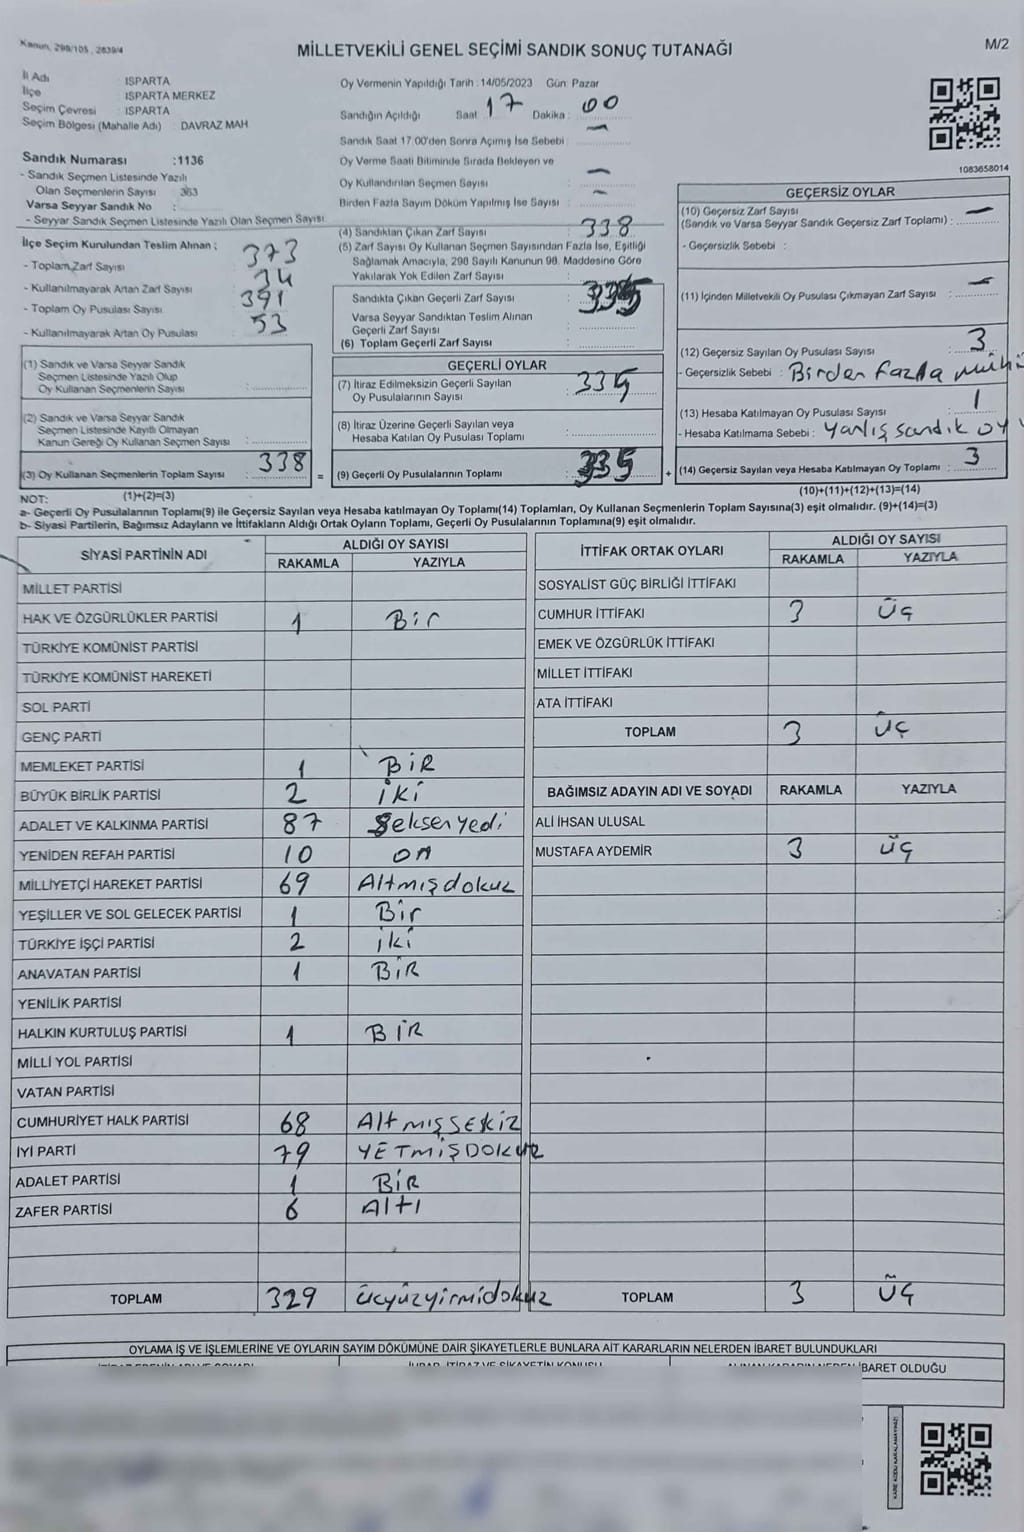 Kanun, 298/105 , 2839/4
MİLLETVEKİLİ GENEL SEÇİMİ SANDIK SONUÇ TUTANAĞI
M/2
İl Adı : ISPARTA
İlçe : ISPARTA MERKEZ
Seçim Çevresi : ISPARTA
Seçim Bölgesi (Mahalle Adı) : DAVRAZ MAH
Sandık Numarası :1136
- Sandık Seçmen Listesinde Yazılı
Olan Seçmenlerin Sayısı : 363
Varsa Seyyar Sandık No :
- Seyyar Sandık Seçmen Listesinde Yazılı Olan Seçmen Sayısı
Oy Vermenin Yapıldığı Tarih : 14/05/2023 Gün: Pazar
Sandığın Açıldığı Saat : 17 Dakika : 00
Sandık Saat 17:00'den Sonra Açımış İse Sebebi : —
Oy Verme Saati Bitiminde Sırada Bekleyen ve
Oy Kullandırılan Seçmen Sayısı : —
Birden Fazla Sayım Döküm Yapılmış İse Sayısı : —
1083658014
İlçe Seçim Kurulundan Teslim Alınan ;
- Toplam Zarf Sayısı : 373
- Kullanılmayarak Artan Zarf Sayısı : 34
- Toplam Oy Pusulası Sayısı : 391
- Kullanılmayarak Artan Oy Pusulası : 53
(4) Sandıktan Çıkan Zarf Sayısı : 338
(5) Zarf Sayısı Oy Kullanan Seçmen Sayısından Fazla İse, Eşitliği
Sağlamak Amacıyla, 298 Sayılı Kanunun 98. Maddesine Göre
Yakılarak Yok Edilen Zarf Sayısı :
Sandıkta Çıkan Geçerli Zarf Sayısı : 335
Varsa Seyyar Sandıktan Teslim Alınan
Geçerli Zarf Sayısı :
(6) Toplam Geçerli Zarf Sayısı :
GEÇERSİZ OYLAR
(10) Geçersiz Zarf Sayısı
(Sandık ve Varsa Seyyar Sandık Geçersiz Zarf Toplamı) : —
- Geçersizlik Sebebi :
(11) İçinden Milletvekili Oy Pusulası Çıkmayan Zarf Sayısı : —
(12) Geçersiz Sayılan Oy Pusulası Sayısı : 3
- Geçersizlik Sebebi : Birden Fazla
(13) Hesaba Katılmayan Oy Pusulası Sayısı : 1
- Hesaba Katılmama Sebebi : Yanlış sandık oy
(14) Geçersiz Sayılan veya Hesaba Katılmayan Oy Toplamı : 3
(10)+(11)+(12)+(13)=(14)
(1) Sandık ve Varsa Seyyar Sandık
Seçmen Listesinde Yazılı Olup
Oy Kullanan Seçmenlerin Sayısı :
(2) Sandık ve Varsa Seyyar Sandık
Seçmen Listesinde Kayıtlı Olmayan
Kanun Gereği Oy Kullanan Seçmen Sayısı :
(3) Oy Kullanan Seçmenlerin Toplam Sayısı : 338 =
(1)+(2)=(3)
GEÇERLİ OYLAR
(7) İtiraz Edilmeksizin Geçerli Sayılan
Oy Pusulalarının Sayısı : 335
(8) İtiraz Üzerine Geçerli Sayılan veya
Hesaba Katılan Oy Pusulası Toplamı :
(9) Geçerli Oy Pusulalarının Toplamı : 335 +
NOT:
a- Geçerli Oy Pusulalarının Toplamı(9) ile Geçersiz Sayılan veya Hesaba katılmayan Oy Toplamı(14) Toplamları, Oy Kullanan Seçmenlerin Toplam Sayısına(3) eşit olmalıdır. (9)+(14)=(3)
b- Siyasi Partilerin, Bağımsız Adayların ve İttifakların Aldığı Ortak Oyların Toplamı, Geçerli Oy Pusulalarının Toplamına(9) eşit olmalıdır.
SİYASİ PARTİNİN ADI ALDIĞI OY SAYISI
RAKAMLA YAZIYLA
MİLLET PARTİSİ
HAK VE ÖZGÜRLÜKLER PARTİSİ 1 Bir
TÜRKİYE KOMÜNİST PARTİSİ
TÜRKİYE KOMÜNİST HAREKETİ
SOL PARTİ
GENÇ PARTİ
MEMLEKET PARTİSİ 1 BİR
BÜYÜK BİRLİK PARTİSİ 2 İKİ
ADALET VE KALKINMA PARTİSİ 87 Seksenyedi
YENİDEN REFAH PARTİSİ 10 ON
MİLLİYETÇİ HAREKET PARTİSİ 69 Altmışdokuz
YEŞİLLER VE SOL GELECEK PARTİSİ 1 Bir
TÜRKİYE İŞÇİ PARTİSİ 2 İki
ANAVATAN PARTİSİ 1 BİR
YENİLİK PARTİSİ
HALKIN KURTULUŞ PARTİSİ 1 BİR
MİLLİ YOL PARTİSİ
VATAN PARTİSİ
CUMHURİYET HALK PARTİSİ 68 AltmışSEKİZ
İYİ PARTİ 79 YETMİŞDOKUZ
ADALET PARTİSİ 1 BİR
ZAFER PARTİSİ 6 Altı
TOPLAM 329 üçyüzyirmidokuz
İTTİFAK ORTAK OYLARI ALDIĞI OY SAYISI
RAKAMLA YAZIYLA
SOSYALİST GÜÇ BİRLİĞİ İTTİFAKI
CUMHUR İTTİFAKI 3 Üç
EMEK VE ÖZGÜRLÜK İTTİFAKI
MİLLET İTTİFAKI
ATA İTTİFAKI
TOPLAM 3 Üç
BAĞIMSIZ ADAYIN ADI VE SOYADI RAKAMLA YAZIYLA
ALİ İHSAN ULUSAL
MUSTAFA AYDEMİR 3 Üç
TOPLAM 3 Üç
OYLAMA İŞ VE İŞLEMLERİNE VE OYLARIN SAYIM DÖKÜMÜNE DAİR ŞİKAYETLERLE BUNLARA AİT KARARLARIN NELERDEN İBARET BULUNDUKLARI
İBARET OLDUĞU